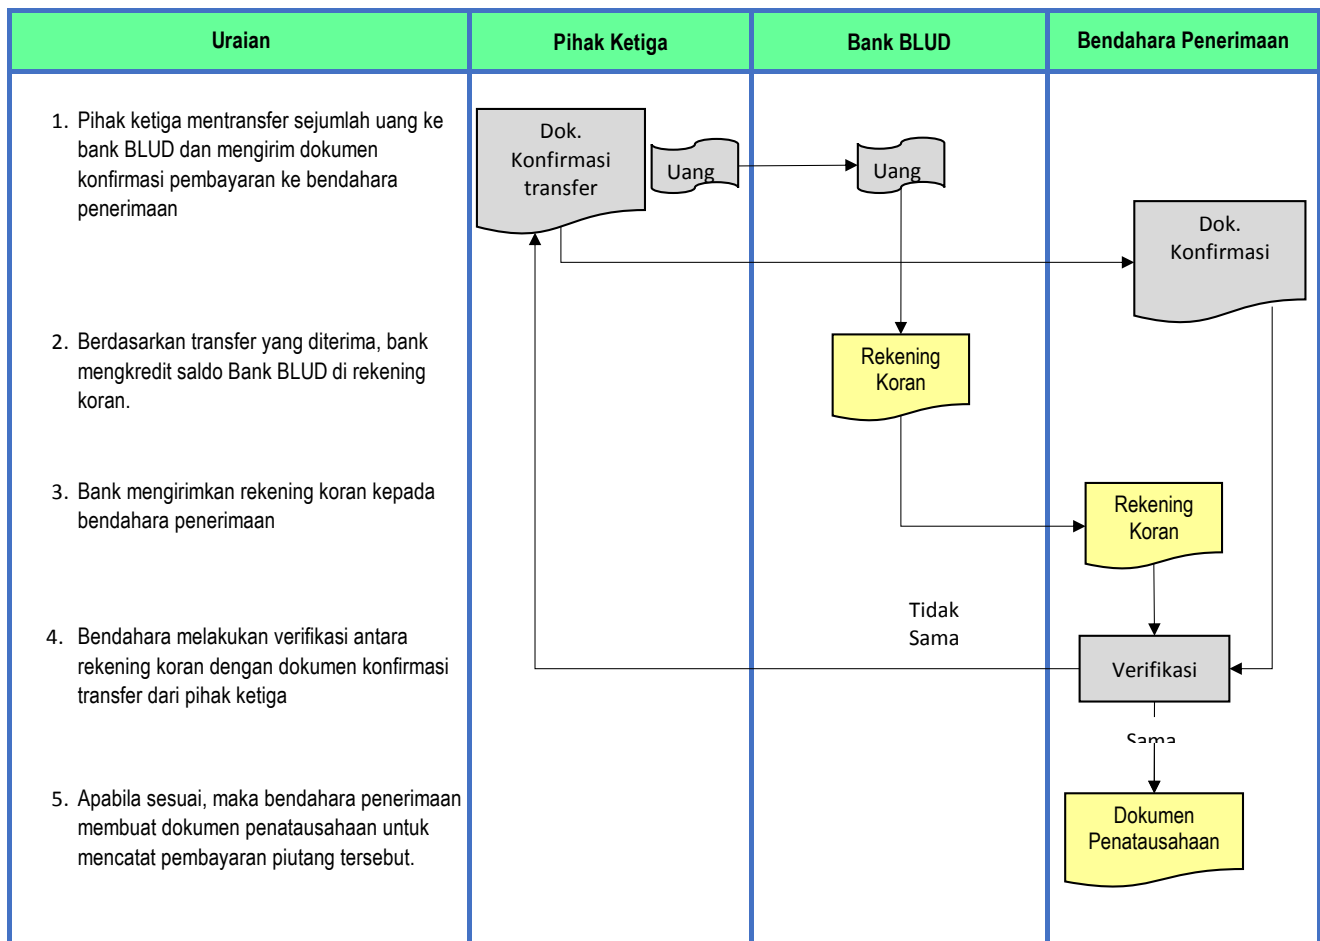 Uraian
Pihak Ketiga
Bank BLUD
Bendahara Penerimaan
1. Pihak ketiga mentransfer sejumlah uang ke
bank BLUD dan mengirim dokumen
konfirmasi pembayaran ke bendahara
penerimaan
Dok.
Konfirmasi
transfer
Uang
Uang
Dok.
Konfirmasi
2. Berdasarkan transfer yang diterima, bank
mengkredit saldo Bank BLUD di rekening
koran.
Rekening
Koran
3. Bank mengirimkan rekening koran kepada
bendahara penerimaan
Rekening
Koran
4. Bendahara melakukan verifikasi antara
rekening koran dengan dokumen konfirmasi
transfer dari pihak ketiga
Tidak
Sama
Verifikasi
Sama
5. Apabila sesuai, maka bendahara penerimaan
membuat dokumen penatausahaan untuk
mencatat pembayaran piutang tersebut.
Dokumen
Penatausahaan